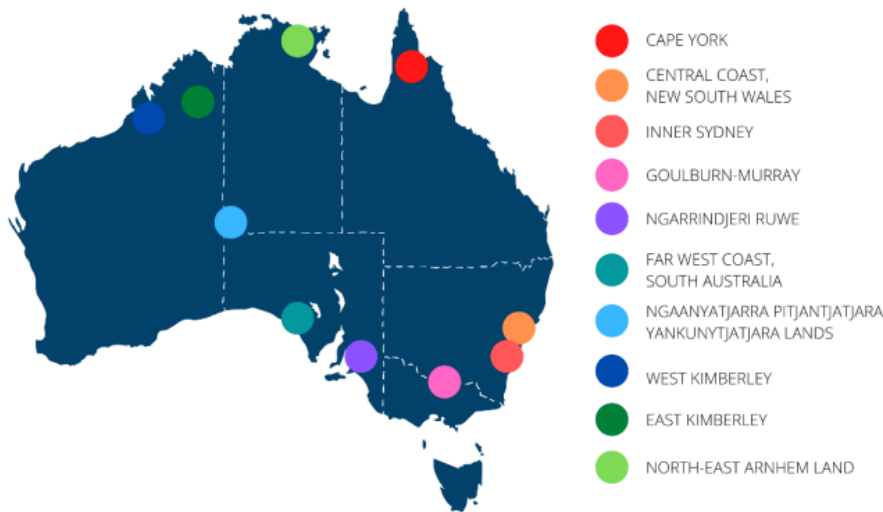 CAPE YORK
CENTRAL COAST,
NEW SOUTH WALES
INNER SYDNEY
GOULBURN-MURRAY
NGARRINDJERI RUWE
FAR WEST COAST,
SOUTH AUSTRALIA
NGAANYATJARRA PITJANTJATJARA
YANKUNYTJATJARA LANDS
WEST KIMBERLEY
EAST KIMBERLEY
NORTH-EAST ARNHEM LAND